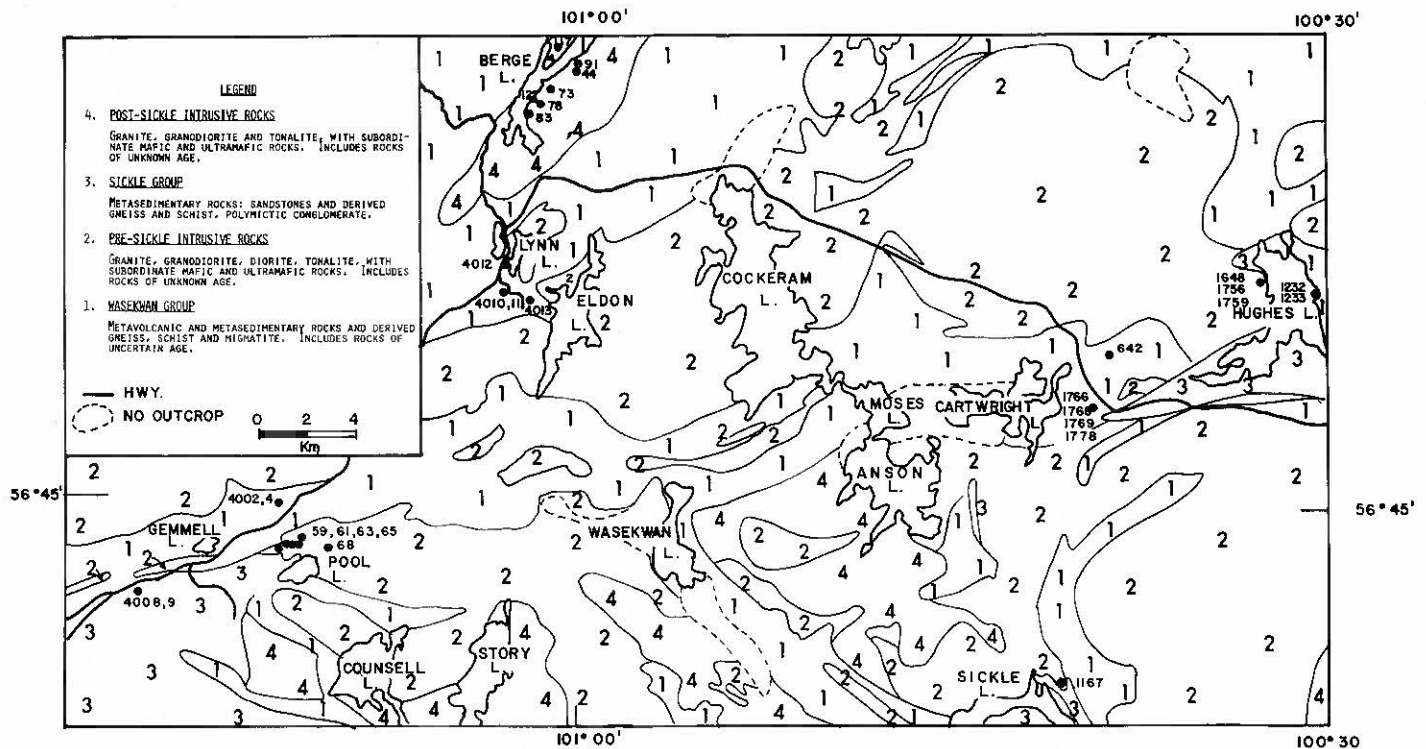 101°00'
100°30'
LEGEND
4. POST-SICKLE INTRUSIVE ROCKS
GRANITE, GRANODIORITE AND TONALITE, WITH SUBORDI-
NATE MAFIC AND ULTRAMAFIC ROCKS. INCLUDES ROCKS
OF UNKNOWN AGE.
3. SICKLE GROUP
METASEDIMENTARY ROCKS: SANDSTONES AND DERIVED
GNEISS AND SCHIST, POLYMICTIC CONGLOMERATE.
2. PRE-SICKLE INTRUSIVE ROCKS
GRANITE, GRANODIORITE, DIORITE, TONALITE, WITH
SUBORDINATE MAFIC AND ULTRAMAFIC ROCKS. INCLUDES
ROCKS OF UNKNOWN AGE.
1. WASEKWAN GROUP
METAVOLCANIC AND METASEDIMENTARY ROCKS AND DERIVED
GNEISS, SCHIST AND MIGMATITE. INCLUDES ROCKS OF
UNCERTAIN AGE.
HWY.
NO OUTCROP
0 2 4
Km
BERGE
L.
91
44
73
78
83
LYNN
L.
4012
4010,11
4013
ELDON
L.
COCKERAM
L.
1648
1756
1759
1232
1233
HUGHES L.
642
MOSES
L.
CARTWRIGHT
L
1766
1768
1769
1778
ANSON
L.
56°45'
56°45'
4002,4
GEMMELL
L.
59,61,63,65
68
POOL
L.
4008,9
WASEKWAN
L.
COUNSELL
L.
STORY
L.
SICKLE
L.
1167
101°00'
100°30